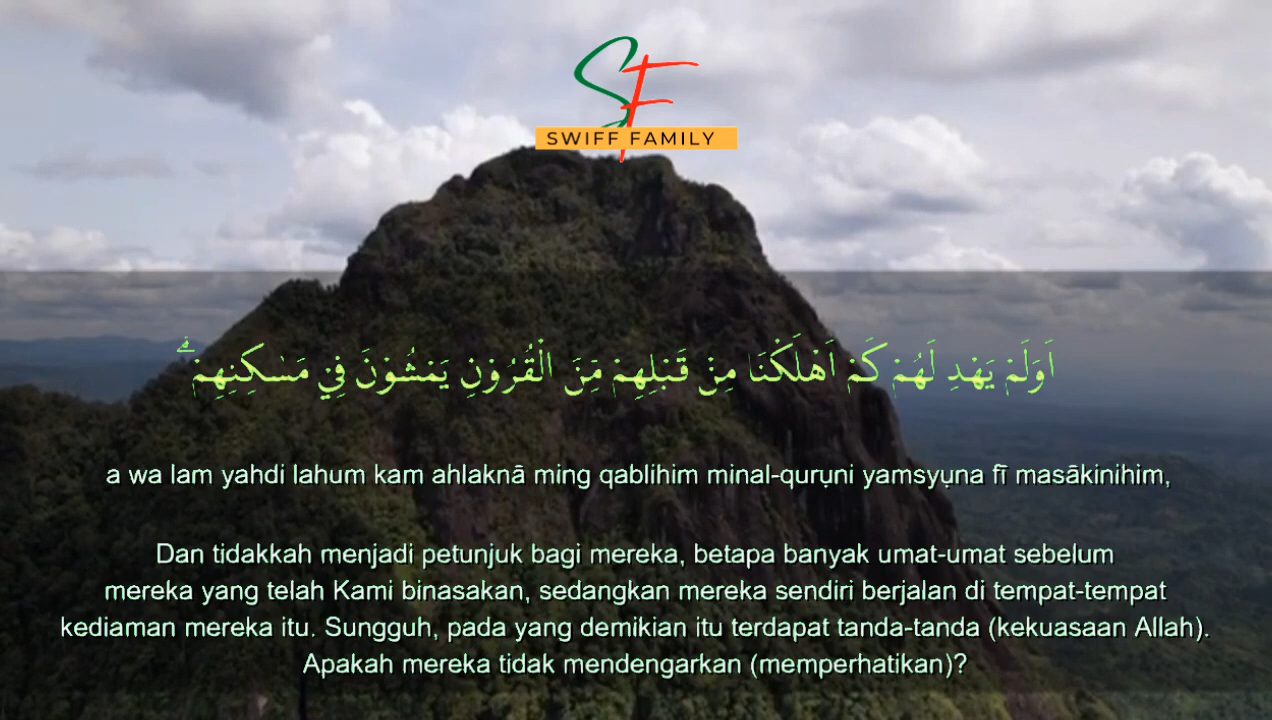 SF
SWIFF FAMILY
اَوَلَمْ يَهْدِ لَهُمْ كَمْ اَهْلَكْنَا مِنْ قَبْلِهِمْ مِّنَ الْقُرُوْنِ يَمْشُوْنَ فِيْ مَسٰكِنِهِمْ ۗ
a wa lam yahdi lahum kam ahlaknā ming qablihim minal-qurụni yamsyụna fī masākinihim,
Dan tidakkah menjadi petunjuk bagi mereka, betapa banyak umat-umat sebelum
mereka yang telah Kami binasakan, sedangkan mereka sendiri berjalan di tempat-tempat
kediaman mereka itu. Sungguh, pada yang demikian itu terdapat tanda-tanda (kekuasaan Allah).
Apakah mereka tidak mendengarkan (memperhatikan)?